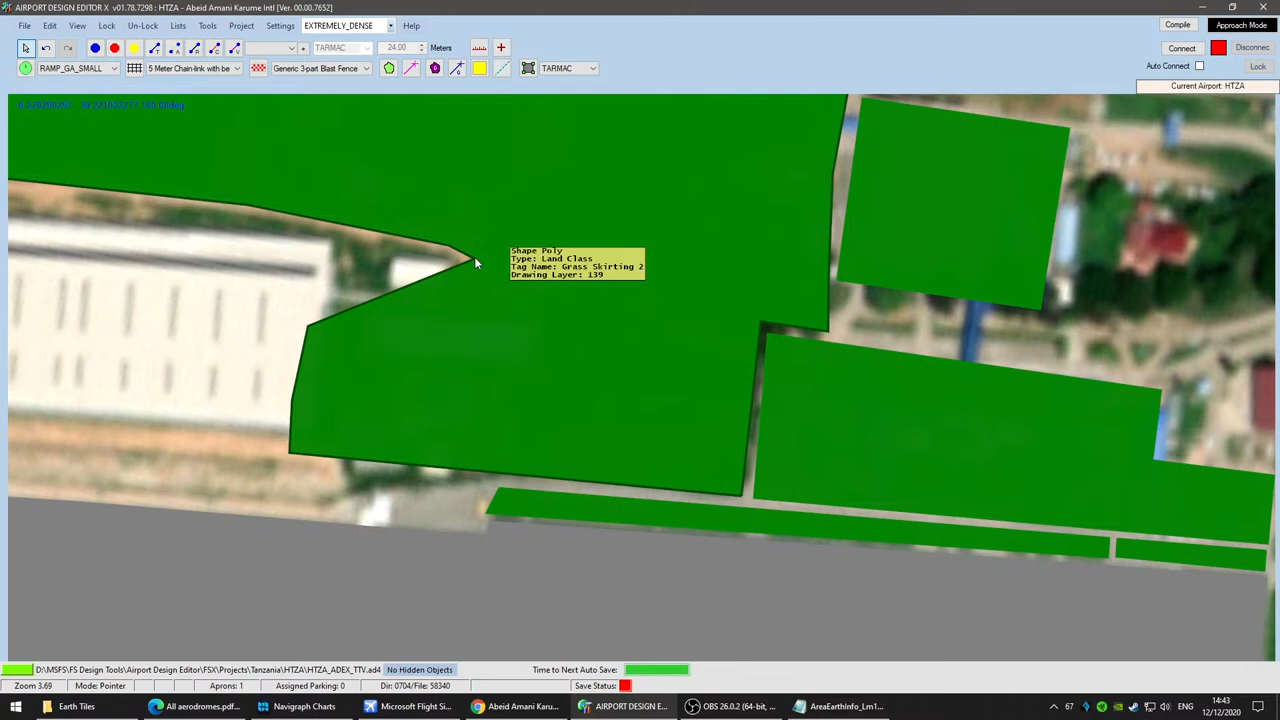 AIRPORT DESIGN EDITOR X  v01.78.7298 : HTZA - Abeid Amani Karume Intl [Ver. 00.00.7652]
File Edit View Lock Un-Lock Lists Tools Project Settings EXTREMELY_DENSE Help
Compile Approach Mode
TARMAC 24.00 Meters
Connect Disconnec
RAMP_GA_SMALL 5 Meter Chain-link with be Generic 3-part Blast Fence TARMAC
Auto Connect Lock
Current Airport: HTZA
Shape Poly
Type: Land Class
Tag Name: Grass Skirting 2
Drawing Layer: 139
D:\MSFS\FS Design Tools\Airport Design Editor\FSX\Projects\Tanzania\HTZA\HTZA_ADEX_TTV.ad4 No Hidden Objects Time to Next Auto Save:
Zoom 3.69 Mode: Pointer Aprons: 1 Assigned Parking: 0 Dir: 0704/File: 58340 Save Status:
Earth Tiles All aerodromes.pdf... Navigraph Charts Microsoft Flight Si... Abeid Amani Karu... AIRPORT DESIGN E... OBS 26.0.2 (64-bit, ... AreaEarthInfo_Lm1... 67 ENG 14:43
12/12/2020